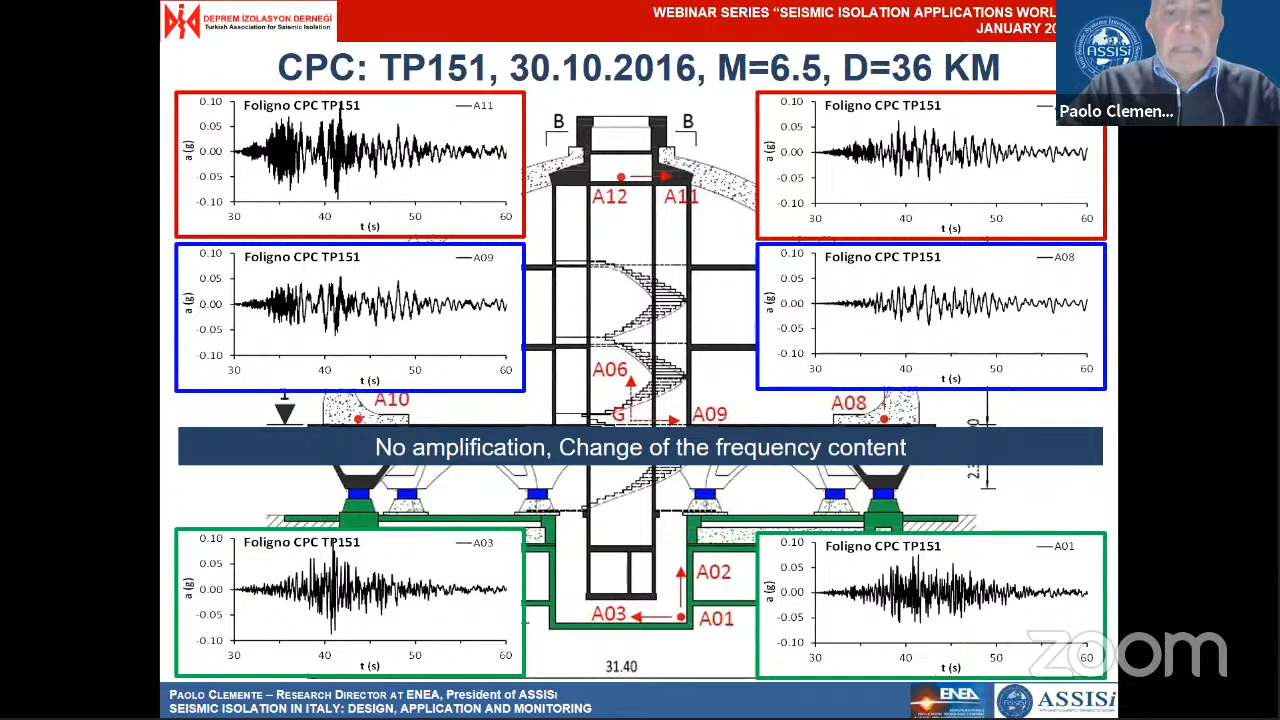 DEPREM İZOLASYON DERNEĞİ
Turkish Association for Seismic Isolation
WEBINAR SERIES “SEISMIC ISOLATION APPLICATIONS WORL
JANUARY 20
CPC: TP151, 30.10.2016, M=6.5, D=36 KM
ASSISi
Paolo Clemen...
Foligno CPC TP151
A11
a (g)
0.10
0.05
0.00
-0.05
-0.10
30
40
50
60
t (s)
B
B
A12
A11
Foligno CPC TP151
a (g)
0.10
0.05
0.00
-0.05
-0.10
30
40
50
60
t (s)
Foligno CPC TP151
A09
a (g)
0.10
0.05
0.00
-0.05
-0.10
30
40
50
60
t (s)
Foligno CPC TP151
A08
a (g)
0.10
0.05
0.00
-0.05
-0.10
30
40
50
60
t (s)
A06
A10
G
A09
A08
No amplification, Change of the frequency content
Foligno CPC TP151
A03
a (g)
0.10
0.05
0.00
-0.05
-0.10
30
40
50
60
t (s)
A02
A03
A01
31.40
Foligno CPC TP151
A01
a (g)
0.10
0.05
0.00
-0.05
-0.10
30
40
50
60
t (s)
zoom
PAOLO CLEMENTE – RESEARCH DIRECTOR AT ENEA, President of ASSISi
SEISMIC ISOLATION IN ITALY: DESIGN, APPLICATION AND MONITORING
ENEA
ASSISi